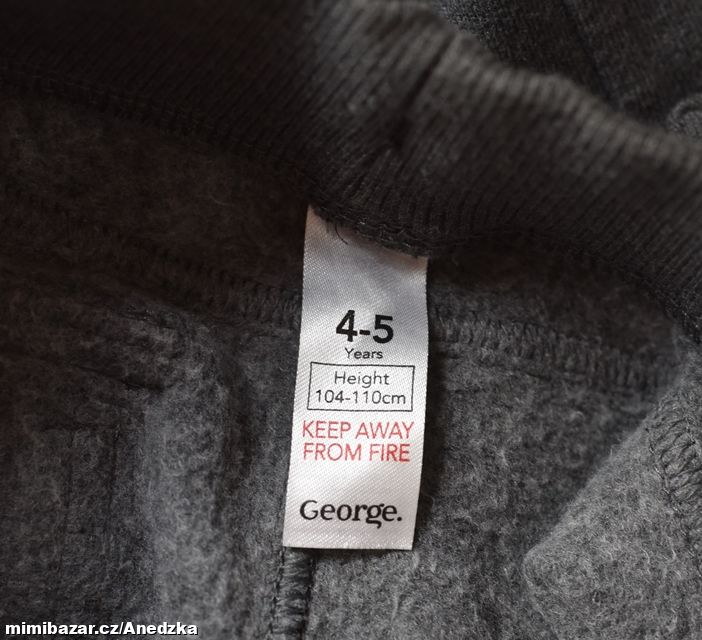 4-5
Years
Height
104-110cm
KEEP AWAY
FROM FIRE
George.
mimibazar.cz/Anedzka